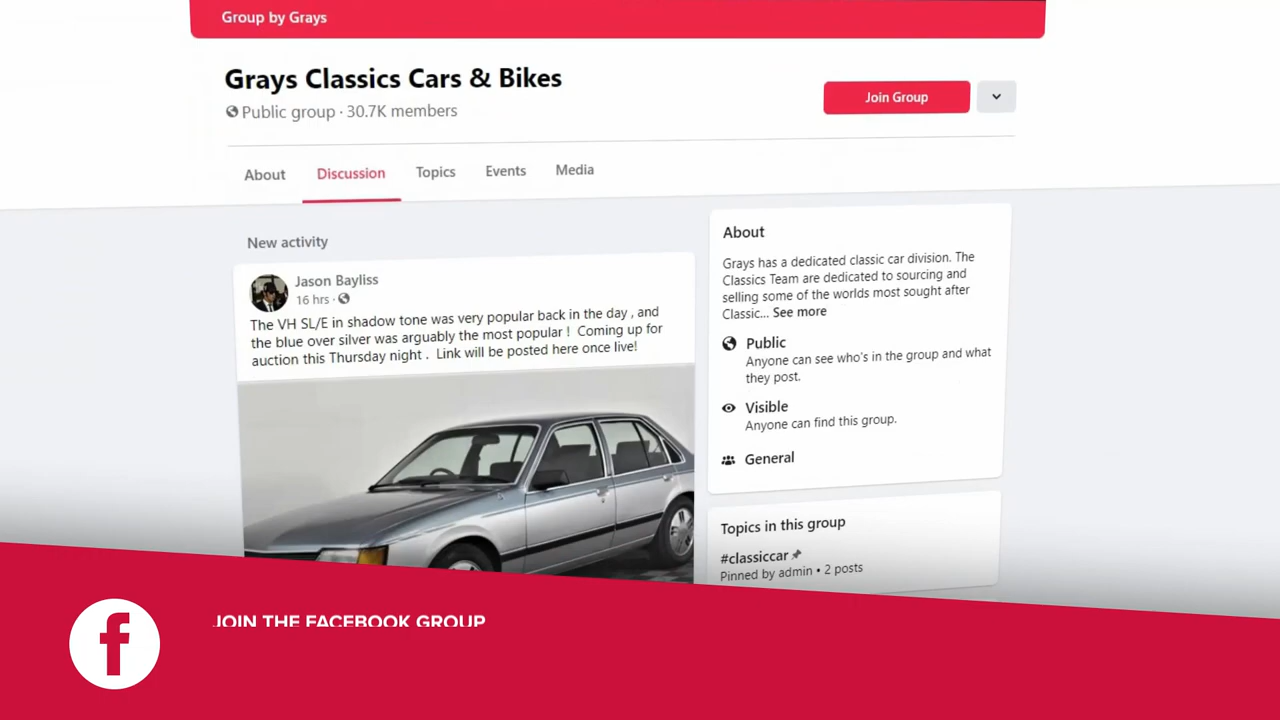 Group by Grays
Grays Classics Cars & Bikes
Public group · 30.7K members
Join Group
About
Discussion
Topics
Events
Media
New activity
Jason Bayliss
16 hrs ·
The VH SL/E in shadow tone was very popular back in the day , and
the blue over silver was arguably the most popular ! Coming up for
auction this Thursday night . Link will be posted here once live!
About
Grays has a dedicated classic car division. The
Classics Team are dedicated to sourcing and
selling some of the worlds most sought after
Classic... See more
Public
Anyone can see who's in the group and what
they post.
Visible
Anyone can find this group.
General
Topics in this group
#classiccar
Pinned by admin • 2 posts
JOIN THE FACEBOOK GROUP